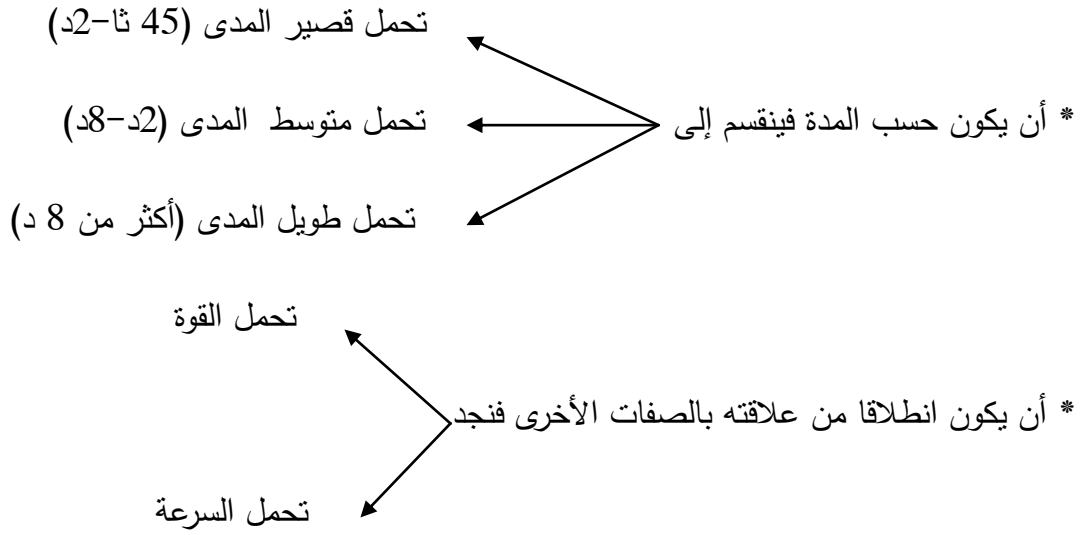 تحمل قصير المدى (45 ثا-2د)
* أن يكون حسب المدة فينقسم إلى
تحمل متوسط المدى (2د-8د)
تحمل طويل المدى (أكثر من 8 د)
تحمل القوة
* أن يكون انطلاقا من علاقته بالصفات الأخرى فنجد
تحمل السرعة